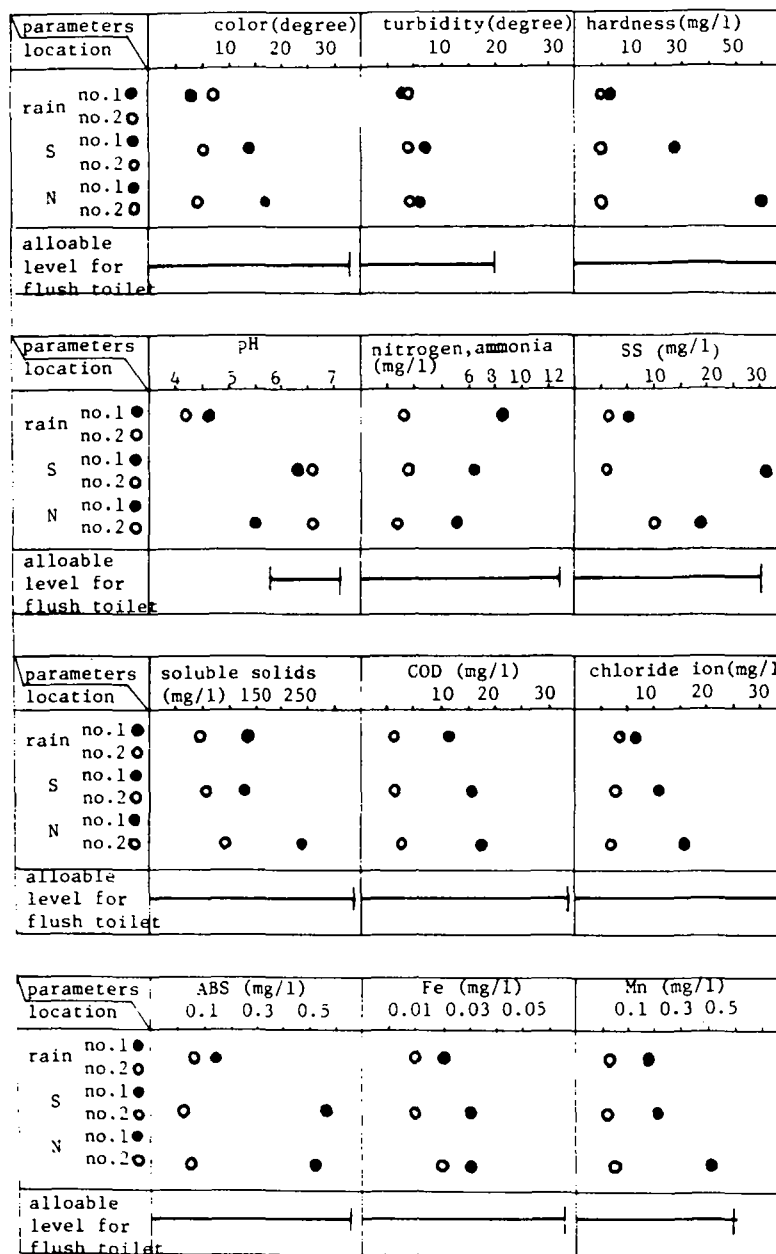 parameters color(degree) turbidity(degree) hardness(mg/l)
location 10 20 30 10 20 30 10 30 50
rain no.1 ●
no.2 o
S no.1 ●
no.2 o
N no.1 ●
no.2 o
alloable
level for
flush toilet
parameters pH nitrogen,ammonia SS (mg/l)
location 4 5 6 7 (mg/l) 6 8 10 12 10 20 30
rain no.1 ●
no.2 o
S no.1 ●
no.2 o
N no.1 ●
no.2 o
alloable
level for
flush toilet
parameters soluble solids COD (mg/l) chloride ion(mg/l
location (mg/l) 150 250 10 20 30 10 20 30
rain no.1 ●
no.2 o
S no.1 ●
no.2 o
N no.1 ●
no.2 o
alloable
level for
flush toilet
parameters ABS (mg/l) Fe (mg/l) Mn (mg/l)
location 0.1 0.3 0.5 0.01 0.03 0.05 0.1 0.3 0.5
rain no.1 ●
no.2 o
S no.1 ●
no.2 o
N no.1 ●
no.2 o
alloable
level for
flush toilet